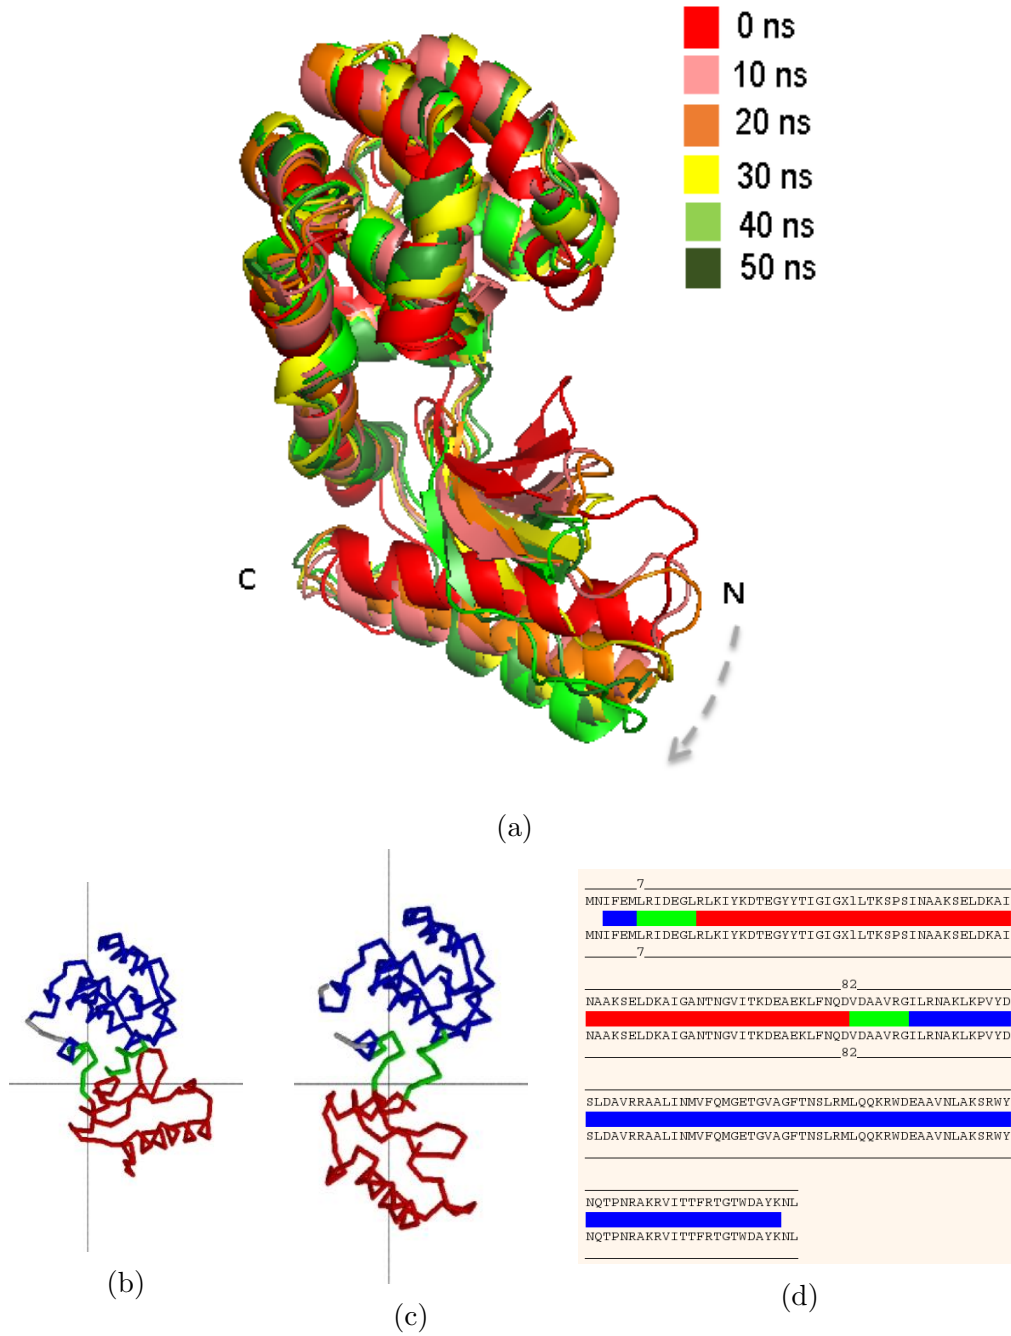 0 ns
10 ns
20 ns
30 ns
40 ns
50 ns
C
N
(a)
7
MNIFEMLRIDEGLRLKIYKDTEGYYTIGIGXlLTKSPSINAAKSELDKAI
MNIFEMLRIDEGLRLKIYKDTEGYYTIGIGXlLTKSPSINAAKSELDKAI
7
82
NAAKSELDKAIGANTNGVITKDEAEKLFNQDVDAAVRGILRNAKLKPVYD
NAAKSELDKAIGANTNGVITKDEAEKLFNQDVDAAVRGILRNAKLKPVYD
82
SLDAVRRAALINMVFQMGETGVAGFTNSLRMLQQKRWDEAAVNLAKSRWY
SLDAVRRAALINMVFQMGETGVAGFTNSLRMLQQKRWDEAAVNLAKSRWY
NQTPNRAKRVITTFRTGTWDAYKNL
NQTPNRAKRVITTFRTGTWDAYKNL
(b)
(c)
(d)